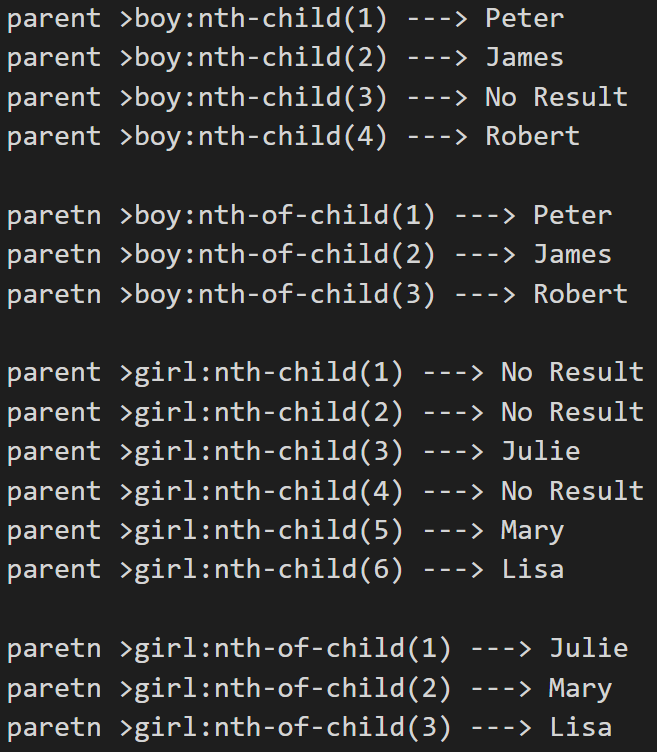 parent >boy:nth-child(1) ---> Peter
parent >boy:nth-child(2) ---> James
parent >boy:nth-child(3) ---> No Result
parent >boy:nth-child(4) ---> Robert
paretn >boy:nth-of-child(1) ---> Peter
paretn >boy:nth-of-child(2) ---> James
paretn >boy:nth-of-child(3) ---> Robert
parent >girl:nth-child(1) ---> No Result
parent >girl:nth-child(2) ---> No Result
parent >girl:nth-child(3) ---> Julie
parent >girl:nth-child(4) ---> No Result
parent >girl:nth-child(5) ---> Mary
parent >girl:nth-child(6) ---> Lisa
paretn >girl:nth-of-child(1) ---> Julie
paretn >girl:nth-of-child(2) ---> Mary
paretn >girl:nth-of-child(3) ---> Lisa